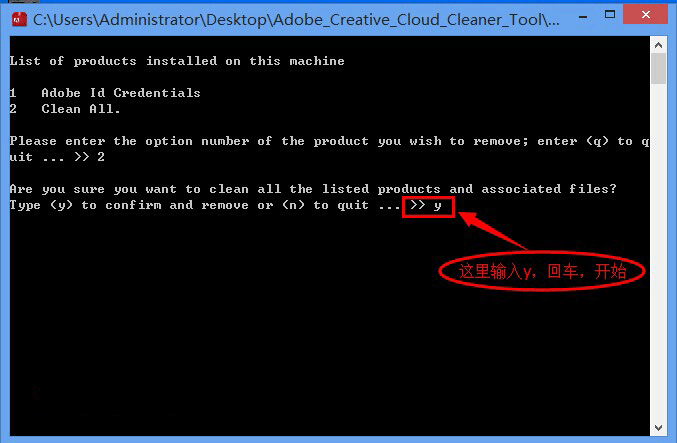 C:\Users\Administrator\Desktop\Adobe_Creative_Cloud_Cleaner_Tool\...
List of products installed on this machine
1 Adobe Id Credentials
2 Clean All.
Please enter the option number of the product you wish to remove; enter (q) to q
uit ... >> 2
Are you sure you want to clean all the listed products and associated files?
Type (y) to confirm and remove or (n) to quit ... >> y
这里输入y，回车，开始